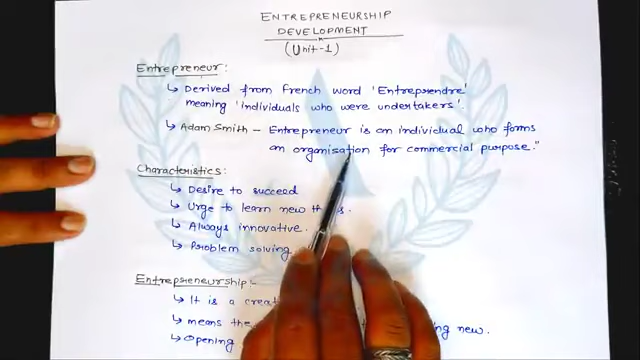 ENTREPRENEURSHIP
DEVELOPMENT
(Unit-1)
Entrepreneur:
↳ Derived from French word 'Entreprendre'
meaning 'individuals who were undertakers'.
↳ Adam Smith - Entrepreneur is an individual who forms
an organisation for commercial purpose."
Characteristics:
↳ Desire to succeed
↳ Urge to learn new
↳ Always innovative.
↳ Problem solving
Entrepreneurship:-
↳ It is a
↳ means the new.
↳ Opening